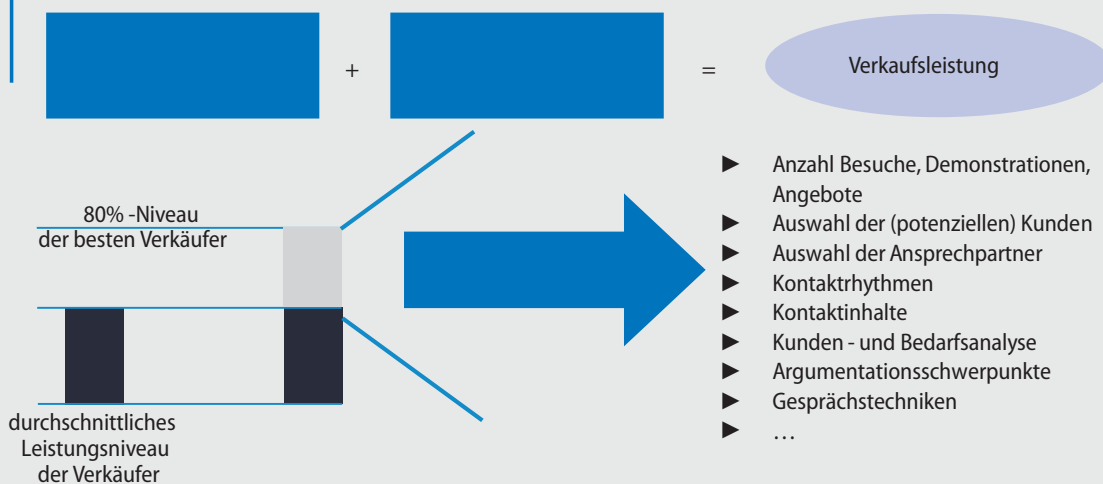 +
=
Verkaufsleistung
80% -Niveau
der besten Verkäufer
durchschnittliches
Leistungsniveau
der Verkäufer
► Anzahl Besuche, Demonstrationen,
Angebote
► Auswahl der (potenziellen) Kunden
► Auswahl der Ansprechpartner
► Kontaktrhythmen
► Kontaktinhalte
► Kunden - und Bedarfsanalyse
► Argumentationsschwerpunkte
► Gesprächstechniken
► …